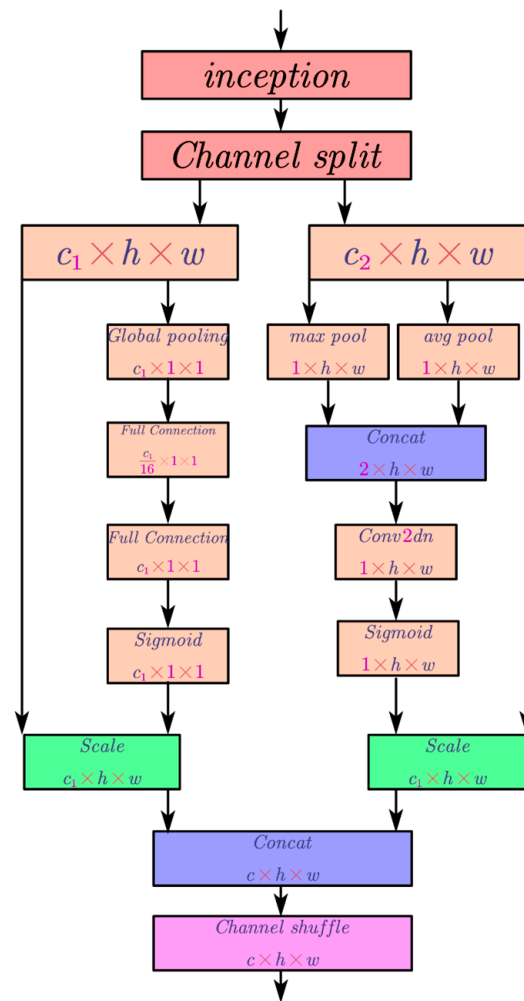 inception
Channel split
c₁ × h × w
c₂ × h × w
Global pooling
c₁ × 1 × 1
max pool
1 × h × w
avg pool
1 × h × w
Full Connection
c₁/16 × 1 × 1
Concat
2 × h × w
Full Connection
c₁ × 1 × 1
Conv2dn
1 × h × w
Sigmoid
c₁ × 1 × 1
Sigmoid
1 × h × w
Scale
c₁ × h × w
Scale
c₁ × h × w
Concat
c × h × w
Channel shuffle
c × h × w